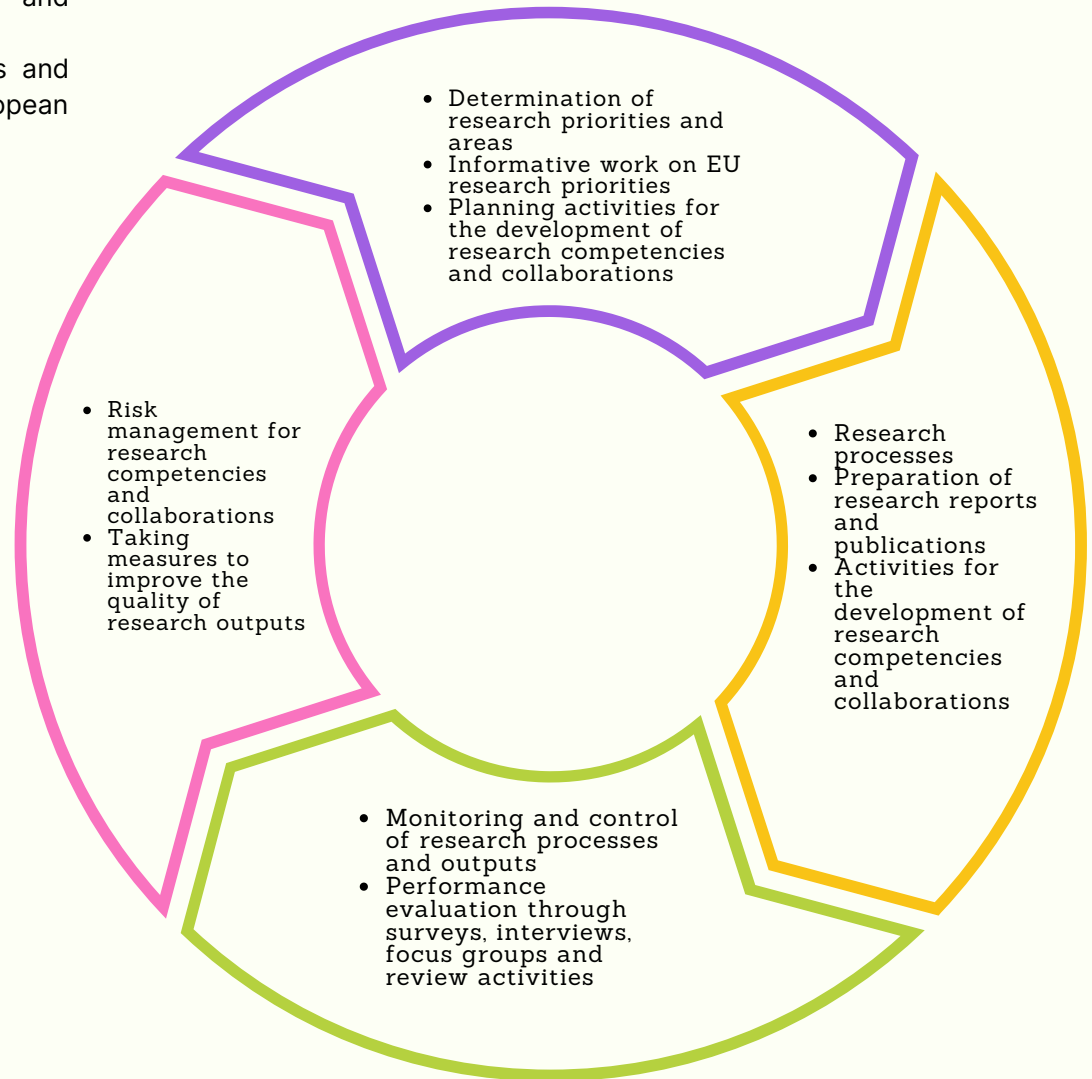 and
s and
opean
• Determination of
research priorities and
areas
• Informative work on EU
research priorities
• Planning activities for
the development of
research competencies
and collaborations
• Research
processes
• Preparation of
research reports
and
publications
• Activities for
the
development of
research
competencies
and
collaborations
• Monitoring and control
of research processes
and outputs
• Performance
evaluation through
surveys, interviews,
focus groups and
review activities
• Risk
management for
research
competencies
and
collaborations
• Taking
measures to
improve the
quality of
research outputs